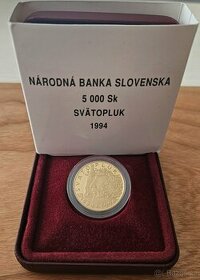 NÁRODNÁ BANKA SLOVENSKA
5 000 Sk
SVÄTOPLUK
1994